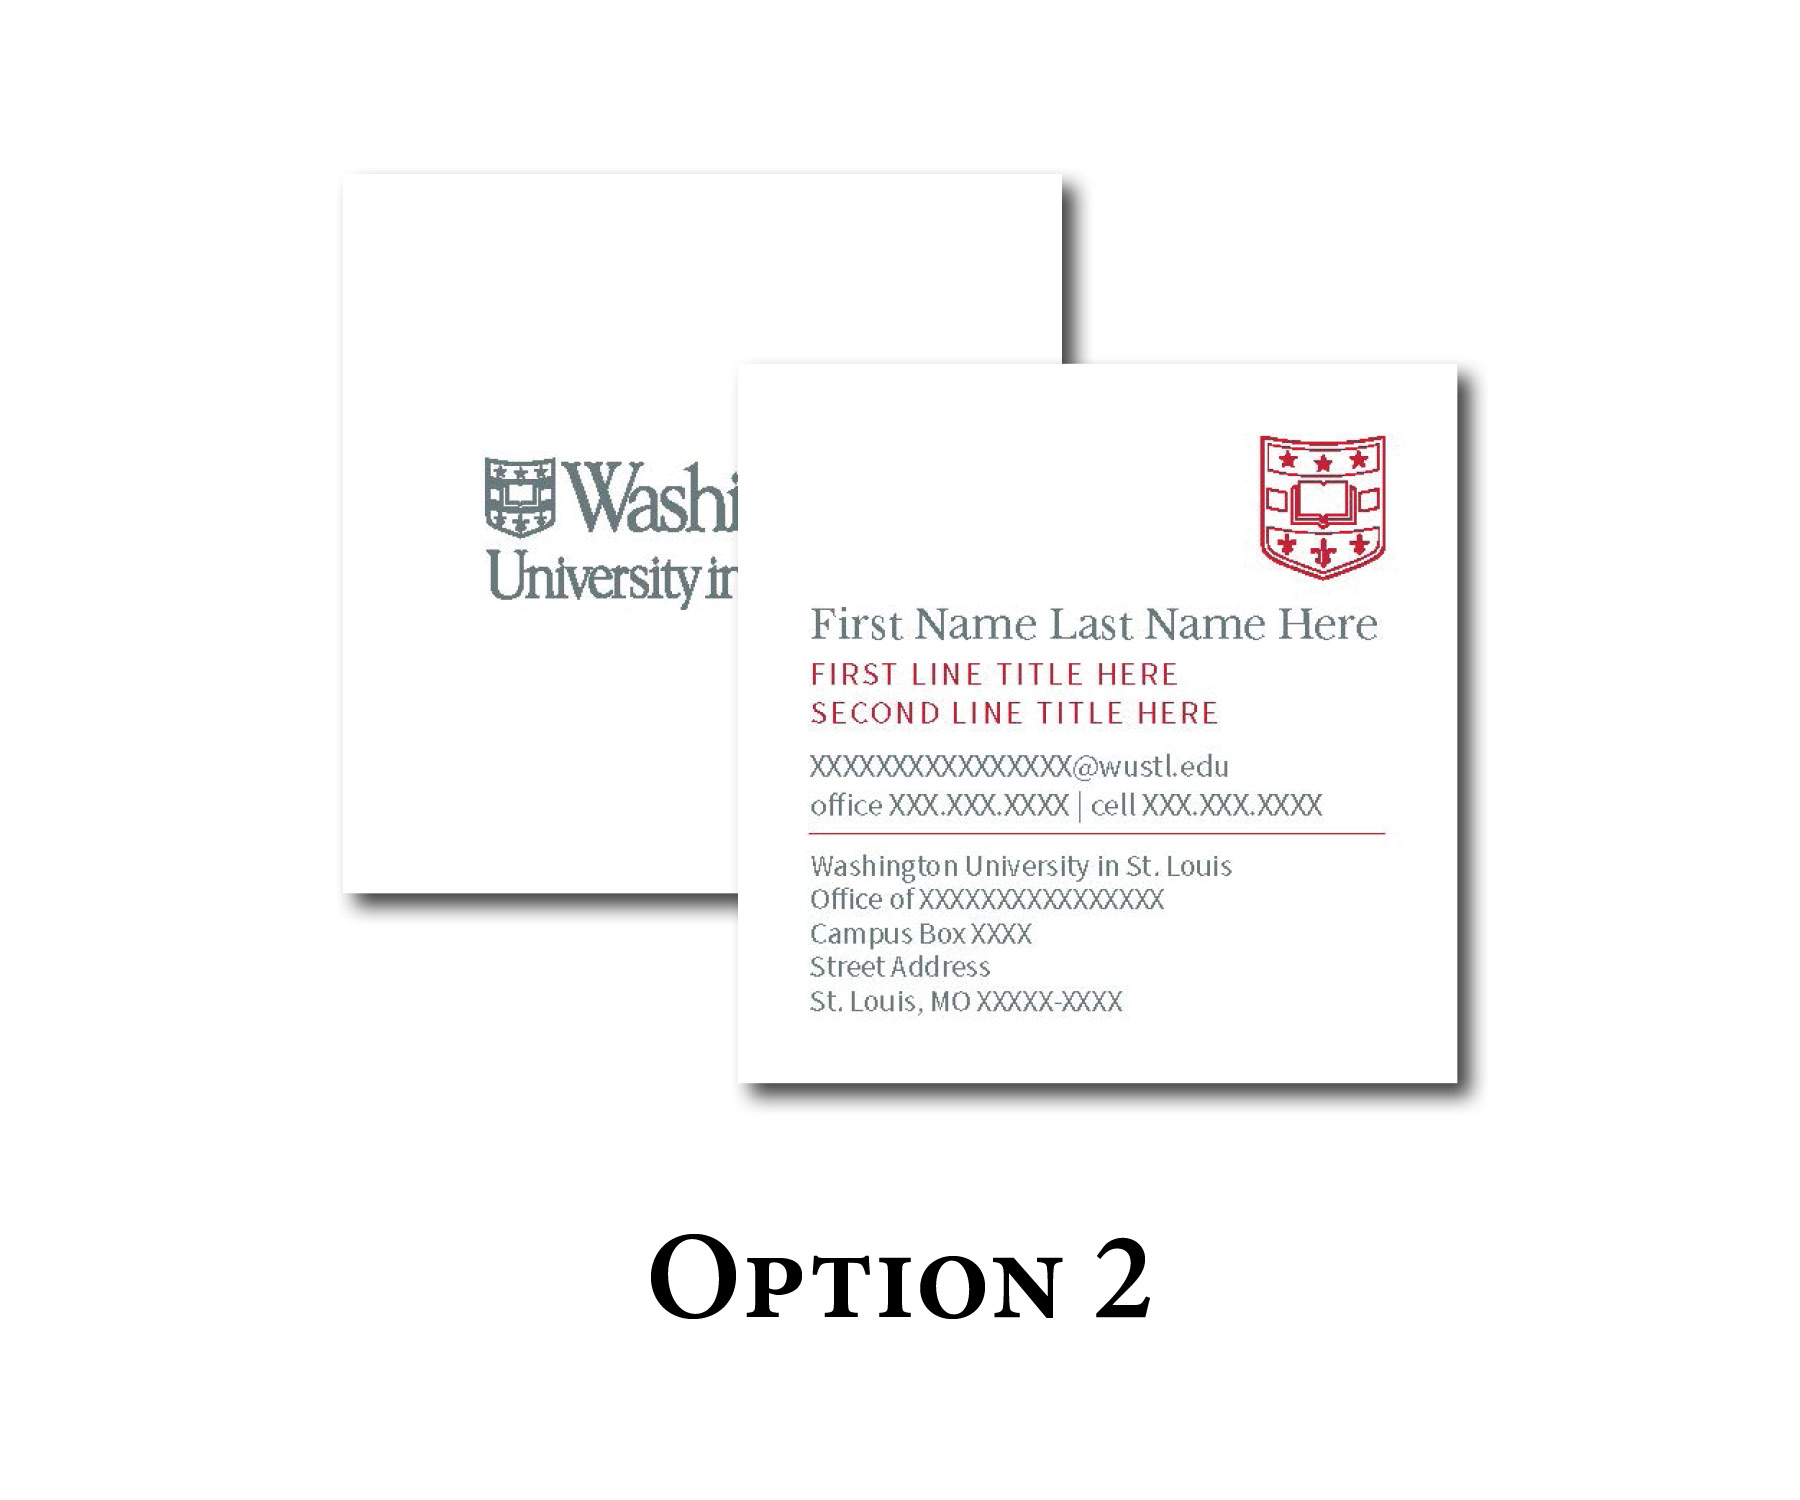 Washi
University in
First Name Last Name Here
FIRST LINE TITLE HERE
SECOND LINE TITLE HERE
XXXXXXXXXXXXXXXX@wustl.edu
office XXX.XXX.XXXX | cell XXX.XXX.XXXX
Washington University in St. Louis
Office of XXXXXXXXXXXXXXXX
Campus Box XXXX
Street Address
St. Louis, MO XXXXX-XXXX
OPTION 2